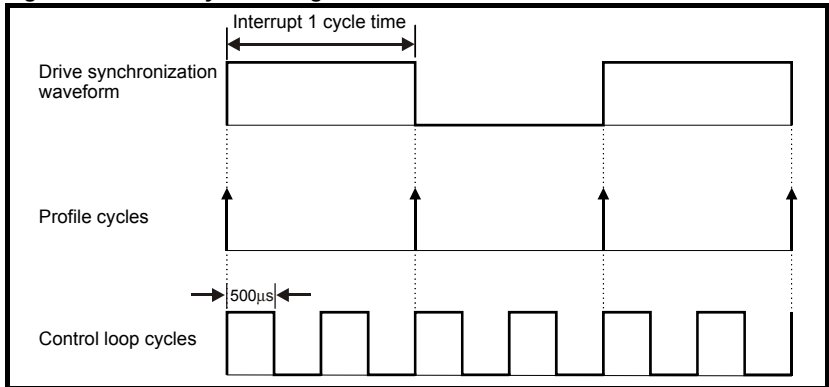 Interrupt 1 cycle time
Drive synchronization
waveform
Profile cycles
500μs
Control loop cycles